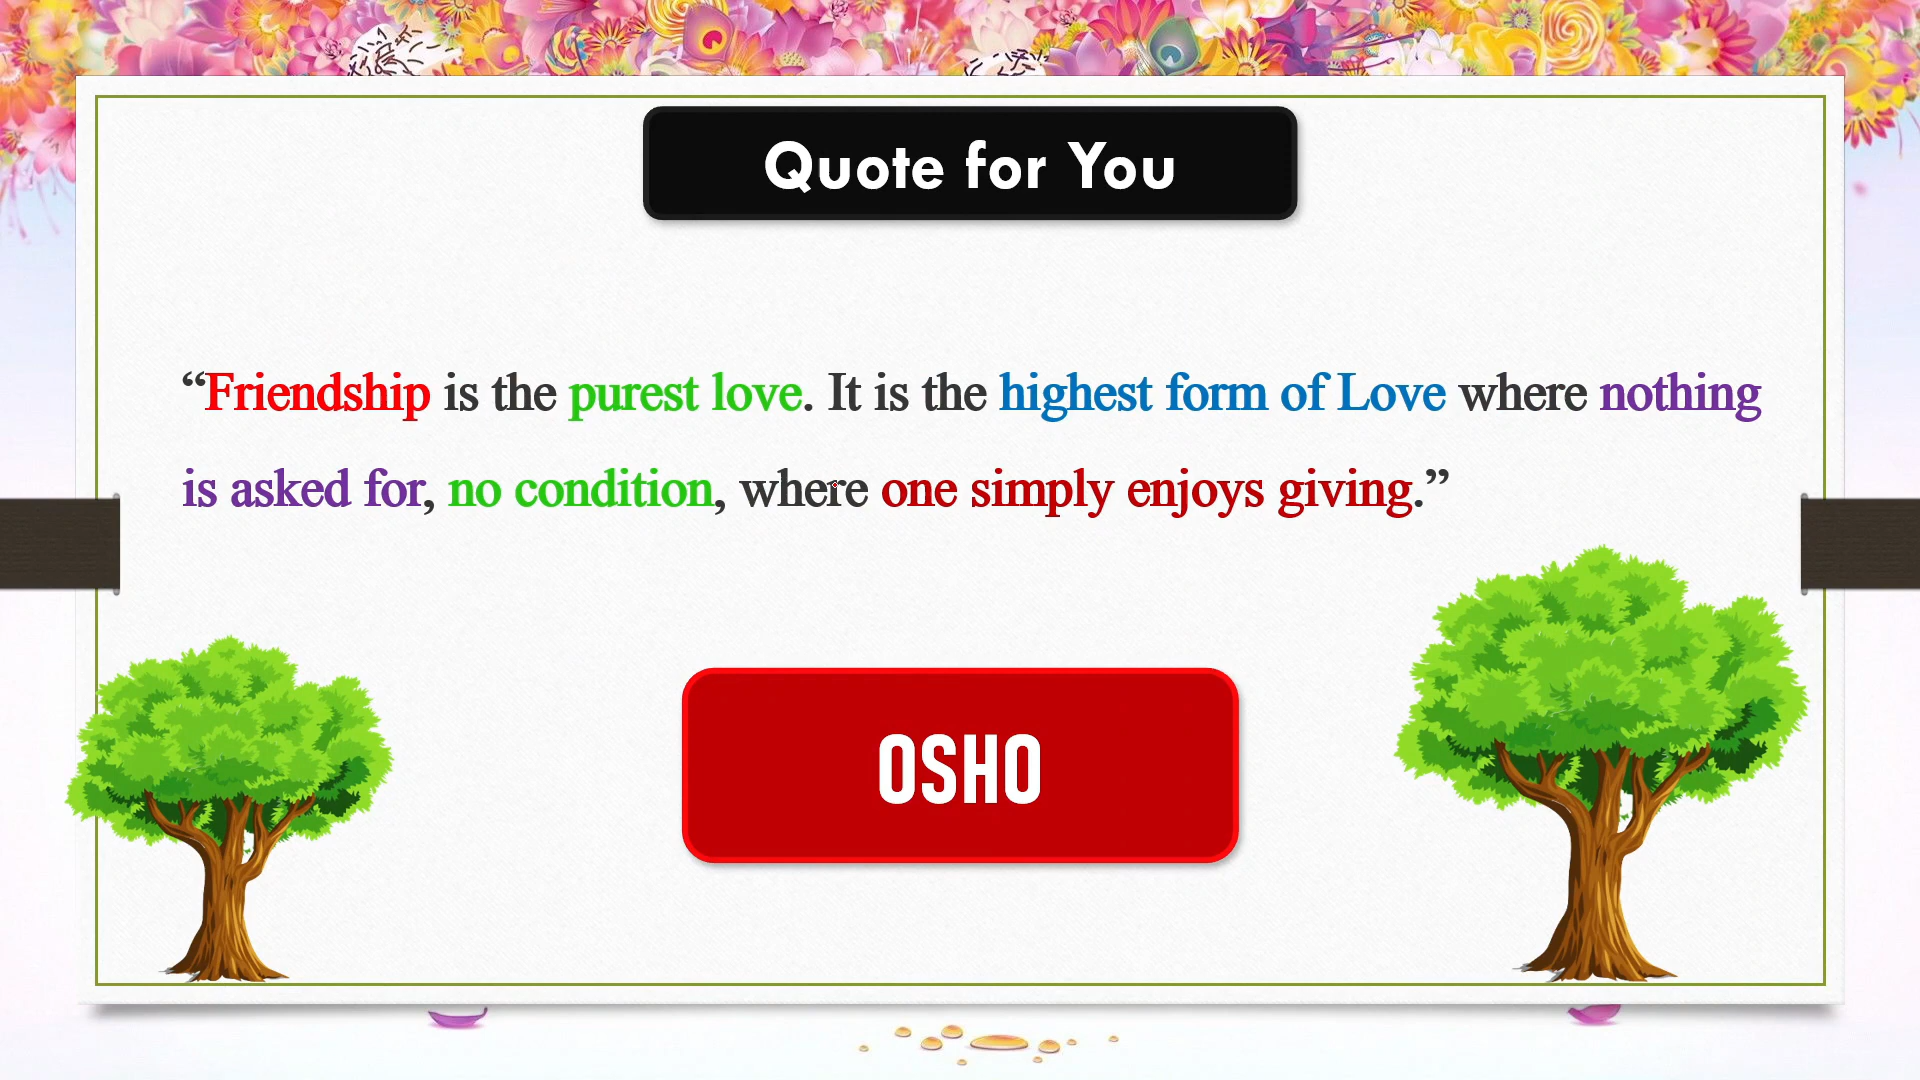 Quote for You
“Friendship is the purest love. It is the highest form of Love where nothing
is asked for, no condition, where one simply enjoys giving.”
OSHO